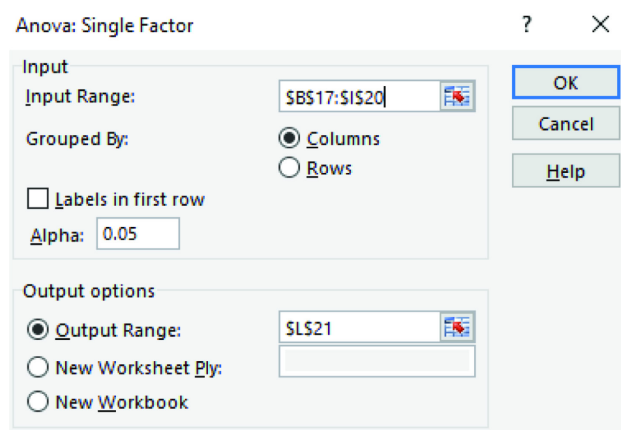 Anova: Single Factor ? ×
Input
Input Range: $B$17:$I$20
Grouped By: Columns
Rows
Labels in first row
Alpha: 0.05
OK
Cancel
Help
Output options
Output Range: $L$21
New Worksheet Ply:
New Workbook